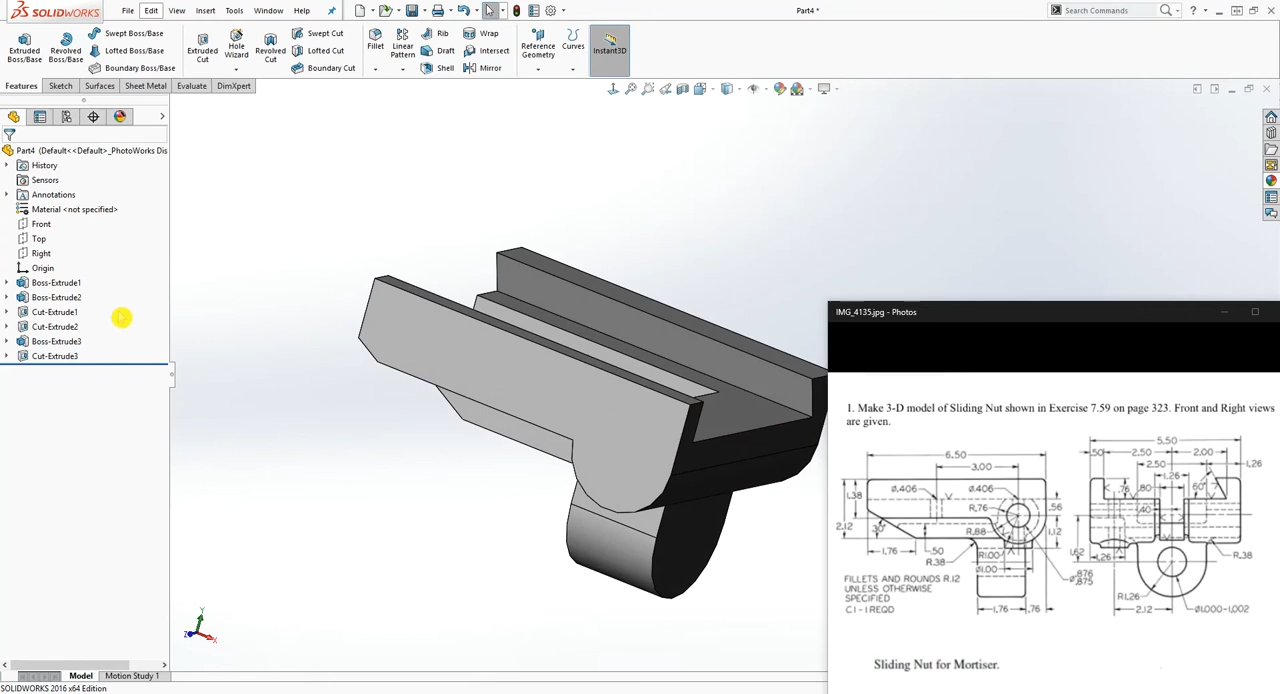 SOLIDWORKS
File
Edit
View
Insert
Tools
Simulation
Window
Help
Part4 *
Search Commands
Extruded
Boss/Base
Revolved
Boss/Base
Swept Boss/Base
Lofted Boss/Base
Boundary Boss/Base
Extruded
Cut
Hole
Wizard
Revolved
Cut
Swept Cut
Lofted Cut
Boundary Cut
Fillet
Linear
Pattern
Rib
Draft
Shell
Wrap
Intersect
Mirror
Reference
Geometry
Curves
Instant3D
Features
Sketch
Surfaces
Sheet Metal
Evaluate
DimXpert
Part4 (Default<<Default>_PhotoWorks Dis
History
Sensors
Annotations
Material <not specified>
Front
Top
Right
Origin
Boss-Extrude1
Boss-Extrude2
Cut-Extrude1
Cut-Extrude2
Boss-Extrude3
Cut-Extrude3
Y
Z
X
Model
Motion Study 1
SOLIDWORKS 2016 x64 Edition
IMG_4135.jpg - Photos
1. Make 3-D model of Sliding Nut shown in Exercise 7.59 on page 323. Front and Right views
are given.
6.50
3.00
Ø.406
Ø.406
1.38
2.12
R.76
R.88
.56
1.12
30°
1.76
.50
R.38
R1.00
Ø1.00
Ø.876
.875
FILLETS AND ROUNDS R.12
UNLESS OTHERWISE
SPECIFIED
C I - 1 REQD
1.76
.76
5.50
.50
2.50
2.00
2.50
1.26
1.26
.76
.80
60°
.40
1.62
1.26
R.38
R1.26
2.12
Ø1.000-1.002
Sliding Nut for Mortiser.